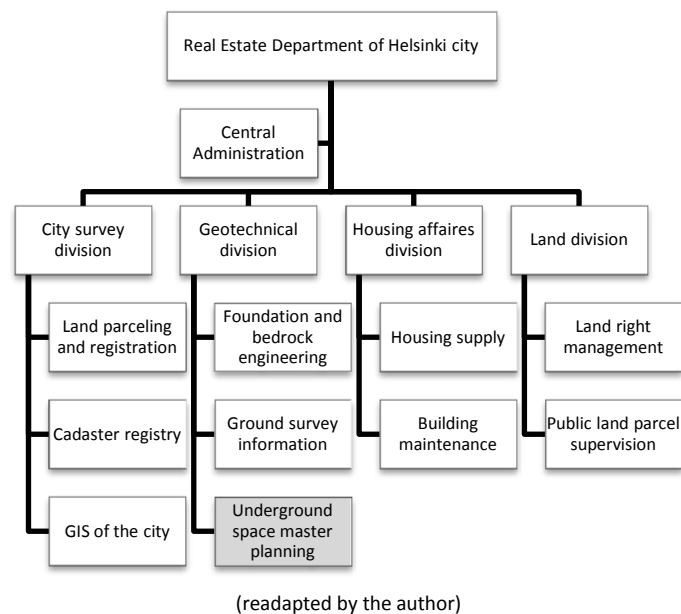 Real Estate Department of Helsinki city
Central
Administration
City survey
division
Geotechnical
division
Housing affaires
division
Land division
Land parceling
and registration
Foundation and
bedrock
engineering
Housing supply
Land right
management
Cadaster registry
Ground survey
information
Building
maintenance
Public land parcel
supervision
GIS of the city
Underground
space master
planning
(readapted by the author)